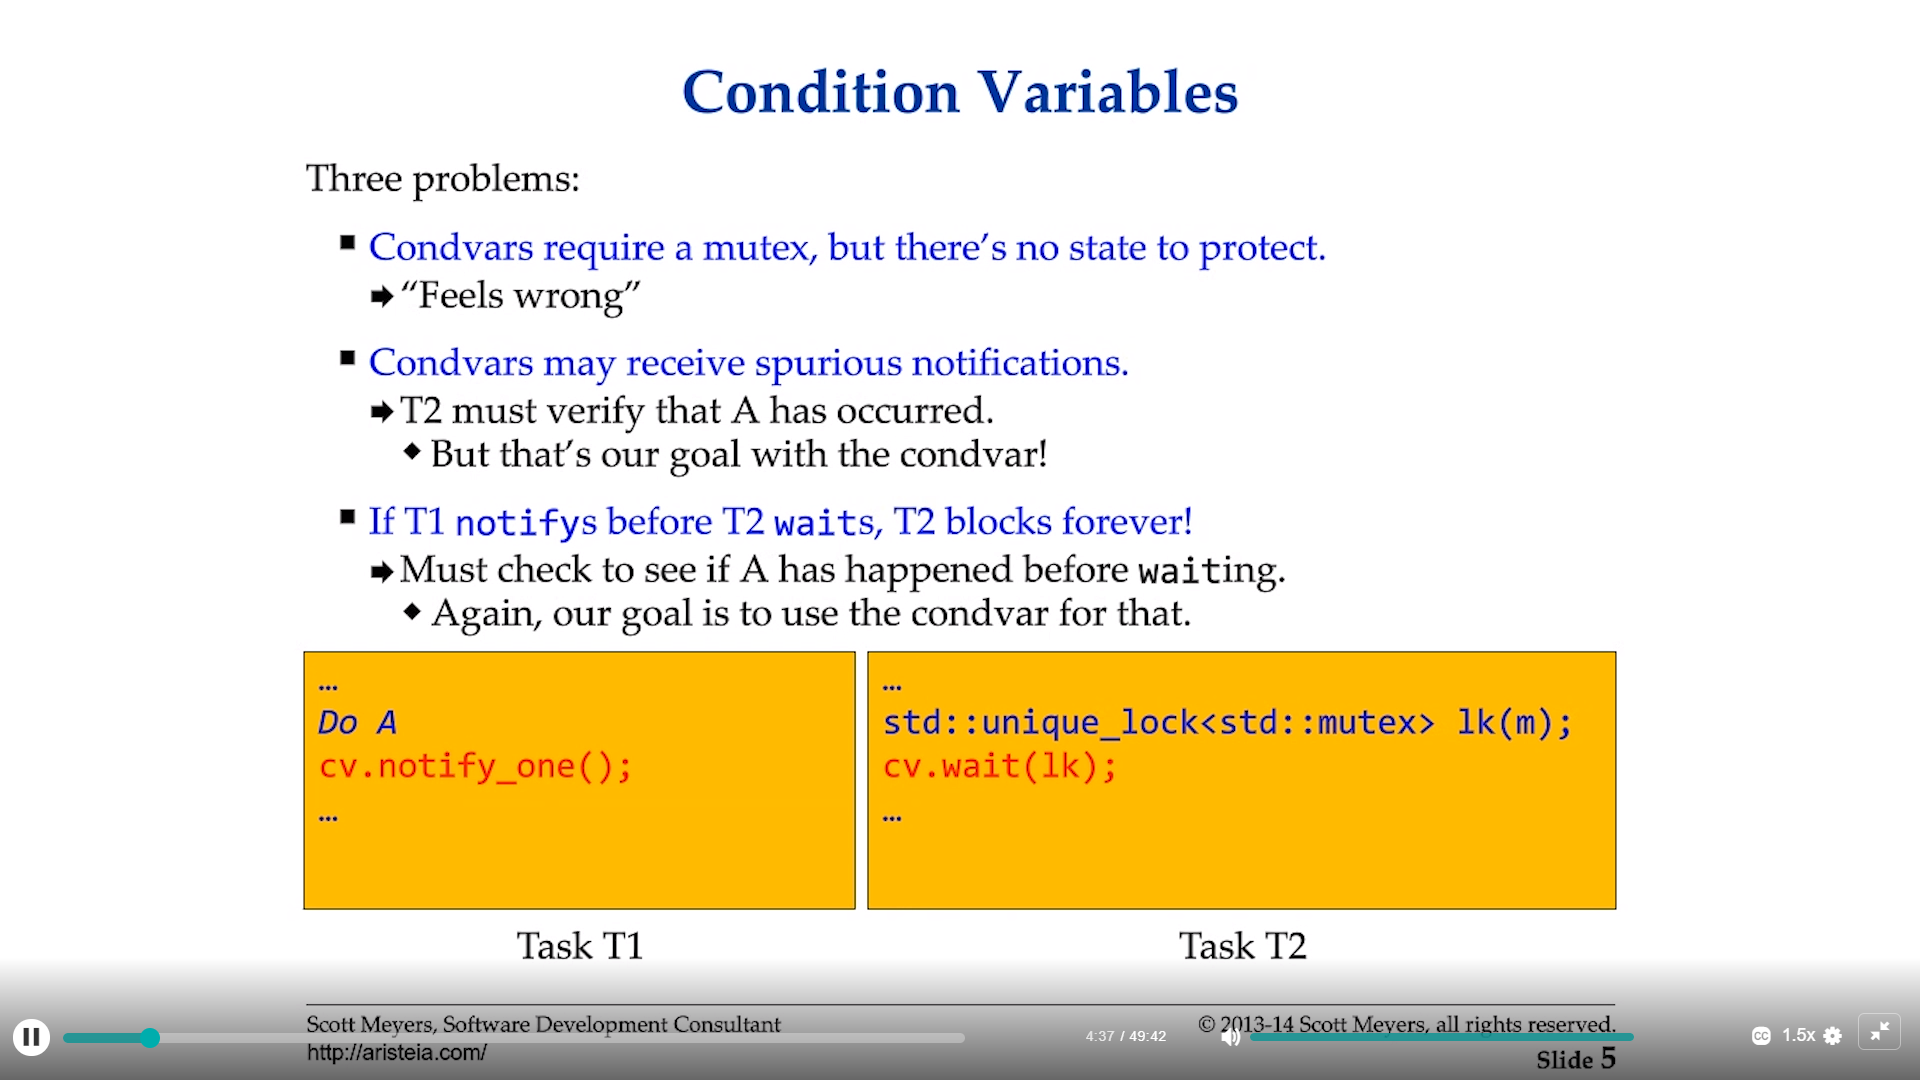 Condition Variables
Three problems:
■ Condvars require a mutex, but there’s no state to protect.
➡ “Feels wrong”
■ Condvars may receive spurious notifications.
➡ T2 must verify that A has occurred.
◆ But that’s our goal with the condvar!
■ If T1 notifys before T2 waits, T2 blocks forever!
➡ Must check to see if A has happened before waiting.
◆ Again, our goal is to use the condvar for that.
…
Do A
cv.notify_one();
…
Task T1
…
std::unique_lock<std::mutex> lk(m);
cv.wait(lk);
…
Task T2
Scott Meyers, Software Development Consultant
http://aristeia.com/
© 2013-14 Scott Meyers, all rights reserved.
Slide 5
4:37 / 49:42
CC
1.5x